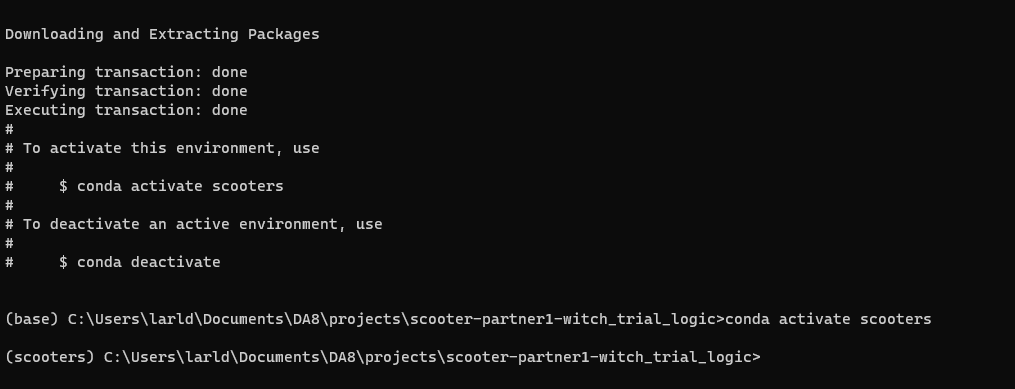 Downloading and Extracting Packages
Preparing transaction: done
Verifying transaction: done
Executing transaction: done
#
# To activate this environment, use
#
#     $ conda activate scooters
#
# To deactivate an active environment, use
#
#     $ conda deactivate
(base) C:\Users\larld\Documents\DA8\projects\scooter-partner1-witch_trial_logic>conda activate scooters
(scooters) C:\Users\larld\Documents\DA8\projects\scooter-partner1-witch_trial_logic>